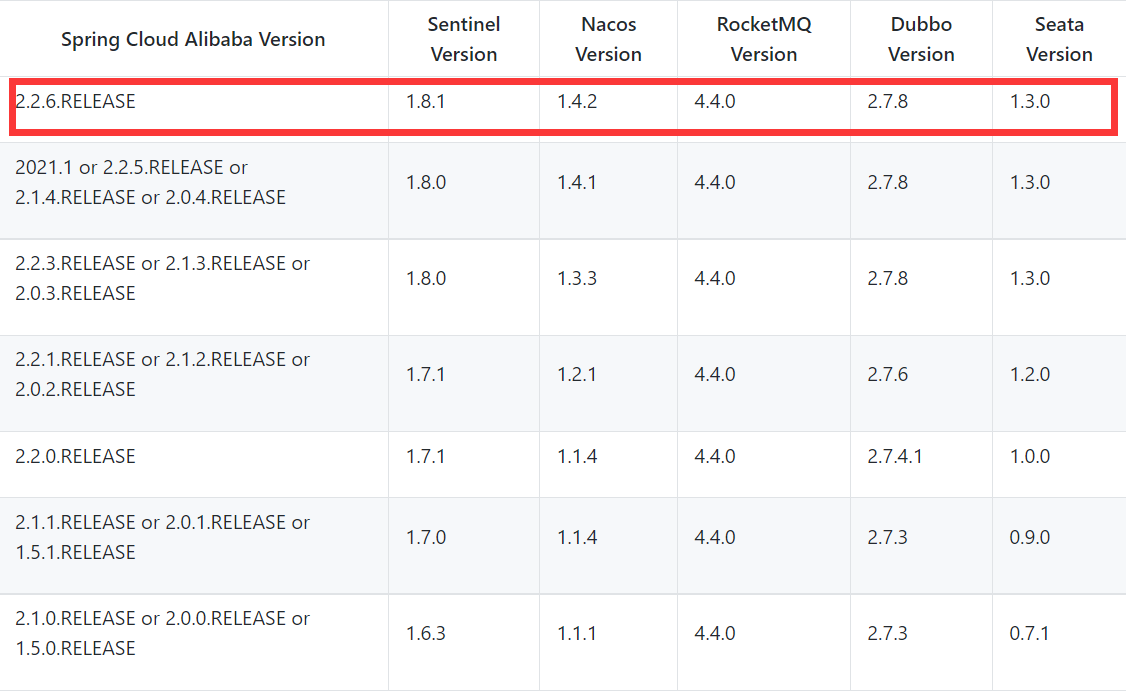 Spring Cloud Alibaba Version
Sentinel
Version
Nacos
Version
RocketMQ
Version
Dubbo
Version
Seata
Version
2.2.6.RELEASE 1.8.1 1.4.2 4.4.0 2.7.8 1.3.0
2021.1 or 2.2.5.RELEASE or
2.1.4.RELEASE or 2.0.4.RELEASE
1.8.0 1.4.1 4.4.0 2.7.8 1.3.0
2.2.3.RELEASE or 2.1.3.RELEASE or
2.0.3.RELEASE
1.8.0 1.3.3 4.4.0 2.7.8 1.3.0
2.2.1.RELEASE or 2.1.2.RELEASE or
2.0.2.RELEASE
1.7.1 1.2.1 4.4.0 2.7.6 1.2.0
2.2.0.RELEASE 1.7.1 1.1.4 4.4.0 2.7.4.1 1.0.0
2.1.1.RELEASE or 2.0.1.RELEASE or
1.5.1.RELEASE
1.7.0 1.1.4 4.4.0 2.7.3 0.9.0
2.1.0.RELEASE or 2.0.0.RELEASE or
1.5.0.RELEASE
1.6.3 1.1.1 4.4.0 2.7.3 0.7.1